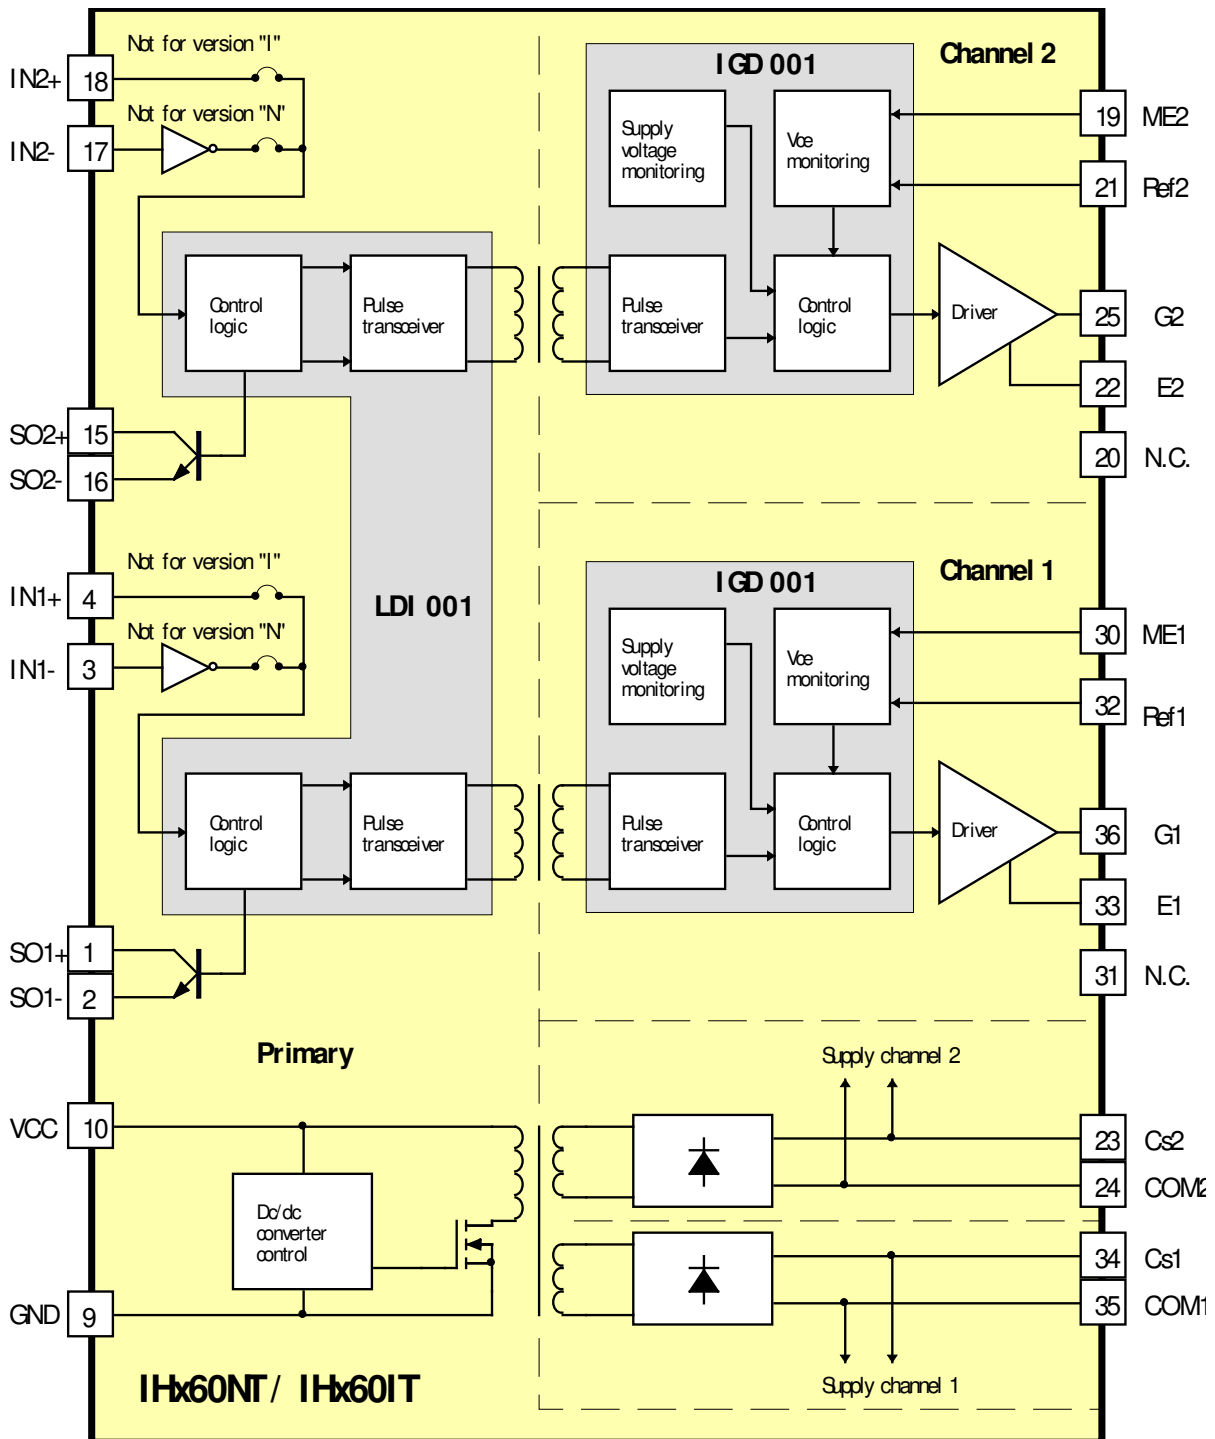 Not for version "I"
IN2+ 18
Not for version "N"
IN2- 17
IGD 001
Channel 2
Supply voltage monitoring
Vce monitoring
19 ME2
21 Ref2
Control logic
Pulse transceiver
Pulse transceiver
Control logic
Driver
25 G2
22 E2
20 N.C.
SO2+ 15
SO2- 16
LDI 001
Not for version "I"
IN1+ 4
Not for version "N"
IN1- 3
IGD 001
Channel 1
Supply voltage monitoring
Vce monitoring
30 ME1
32 Ref1
Control logic
Pulse transceiver
Pulse transceiver
Control logic
Driver
36 G1
33 E1
31 N.C.
SO1+ 1
SO1- 2
Primary
Supply channel 2
VCC 10
Dc/dc converter control
GND 9
23 Cs2
24 COM2
34 Cs1
35 COM1
Supply channel 1
IHx60NT / IHx60IT